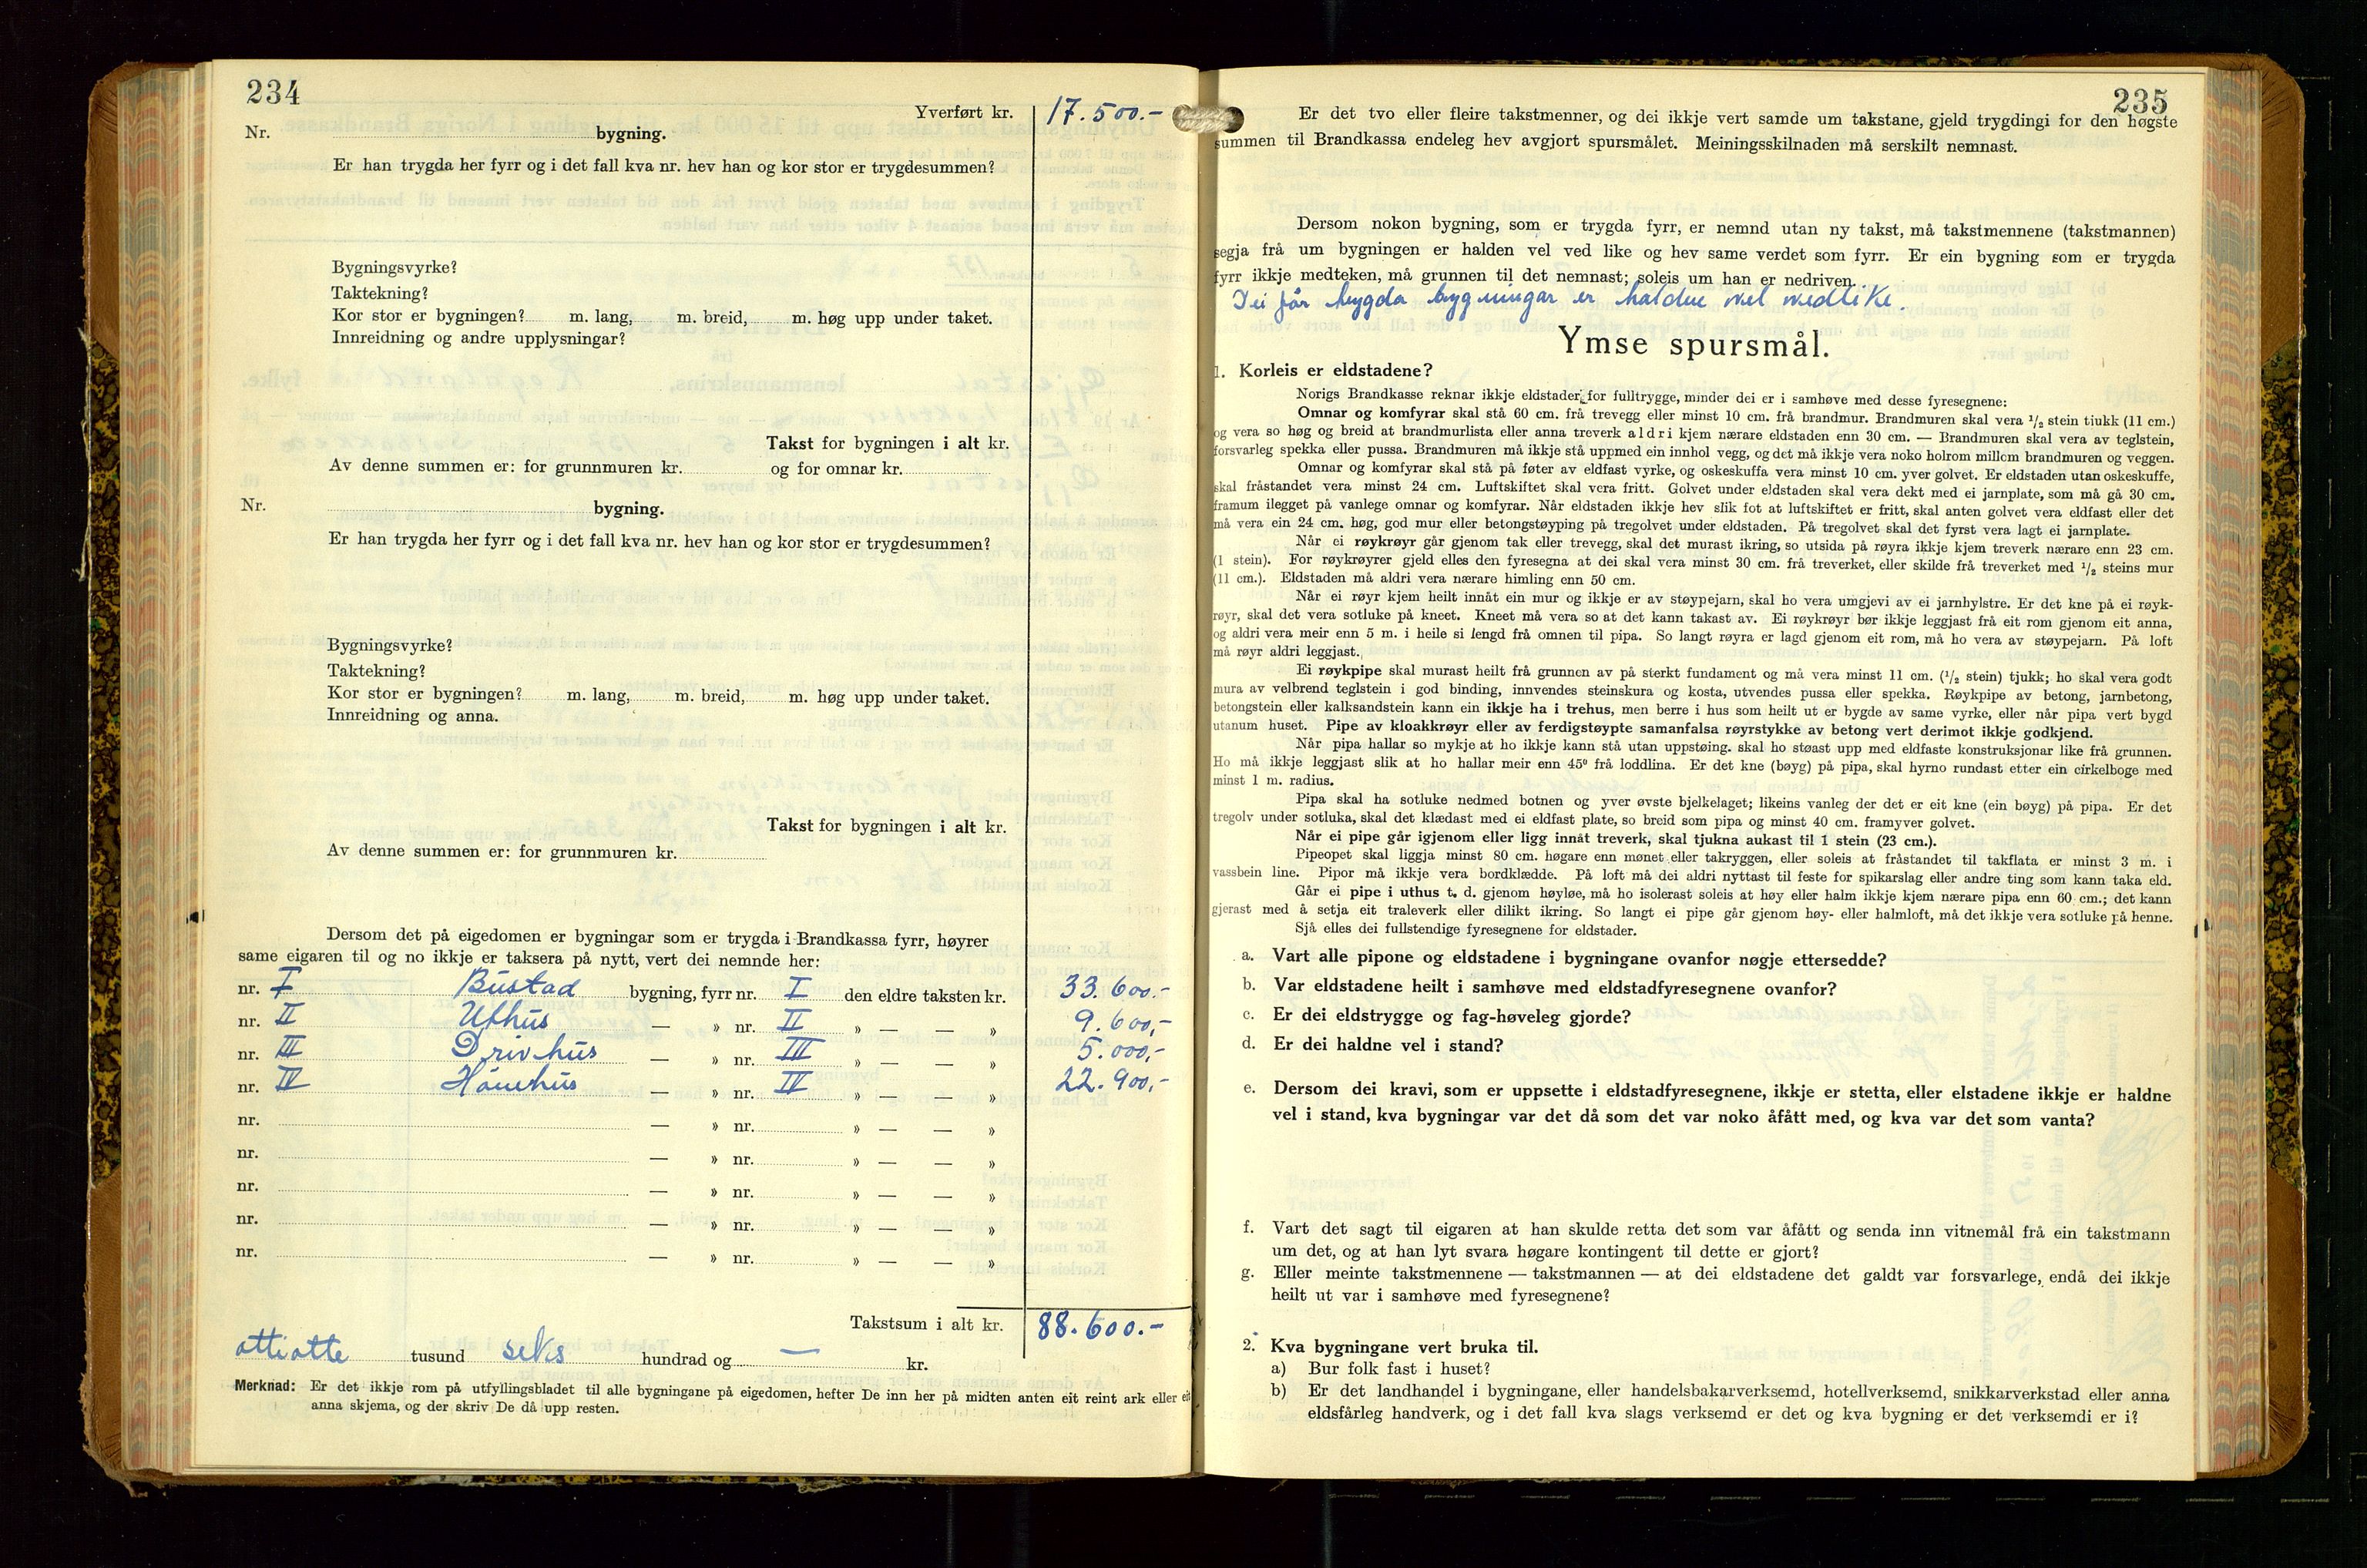 234
Yverført kr. 17.500.-
Nr. bygning.
Er han trygda her fyrr og i det fall kva nr. hev han og kor stor er trygdesummen?
Bygningsvyrke?
Taktekning?
Kor stor er bygningen? m. lang, m. breid, m. høg upp under taket.
Innreidning og andre upplysningar?
Takst for bygningen i alt kr.
Av denne summen er: for grunnmuren kr. og for omnar kr.
Nr. bygning.
Er han trygda her fyrr og i det fall kva nr. hev han og kor stor er trygdesummen?
Bygningsvyrke?
Taktekning?
Kor stor er bygningen? m. lang, m. breid, m. høg upp under taket.
Innreidning og anna.
Takst for bygningen i alt kr.
Av denne summen er: for grunnmuren kr.
Dersom det på eigedomen er bygningar som er trygda i Brandkassa fyrr, høyrer
same eigaren til og no ikkje er taksera på nytt, vert dei nemnde her:
nr. I Bustad bygning, fyrr nr. I den eldre taksten kr. 33.600.-
nr. II Uthus — » nr. II » — — » 9.600,-
nr. III Drivhus — » nr. III » — — » 5.000,-
nr. IV Hönehus — » nr. IV » — — » 22.900,-
nr. — » nr. » — — »
nr. — » nr. » — — »
nr. — » nr. » — — »
nr. — » nr. » — — »
nr. — » nr. » — — »
Takstsum i alt kr. 88.600.-
ottiotte tusund seks hundrad og — kr.
Merknad: Er det ikkje rom på utfyllingsbladet til alle bygningane på eigedomen, hefter De inn her på midten anten eit reint ark eller eit
anna skjema, og der skriv De då upp resten.
235
Er det tvo eller fleire takstmenner, og dei ikkje vert samde um takstane, gjeld trygdingi for den høgste
summen til Brandkassa endeleg hev avgjort spursmålet. Meiningsskilnaden må serskilt nemnast.
Dersom nokon bygning, som er trygda fyrr, er nemnd utan ny takst, må takstmennene (takstmannen)
segja frå um bygningen er halden vel ved like og hev same verdet som fyrr. Er ein bygning som er trygda
fyrr ikkje medteken, må grunnen til det nemnast; soleis um han er nedriven.
Dei før trygda bygningar er haldne vel vedlike.
Ymse spursmål.
1. Korleis er eldstadene?
Norigs Brandkasse reknar ikkje eldstader for fulltrygge, minder dei er i samhøve med desse fyresegnene:
Omnar og komfyrar skal stå 60 cm. frå trevegg eller minst 10 cm. frå brandmur. Brandmuren skal vera 1/2 stein tjukk (11 cm.)
og vera so høg og breid at brandmurlista eller anna treverk aldri kjem nærare eldstaden enn 30 cm. — Brandmuren skal vera av teglstein,
forsvarleg spekka eller pussa. Brandmuren må ikkje stå uppmed ein innhol vegg, og det må ikkje vera noko holrom millom brandmuren og veggen.
Omnar og komfyrar skal stå på føter av eldfast vyrke, og oskeskuffa vera minst 10 cm. yver golvet. Er eldstaden utan oskeskuffe,
skal fråstandet vera minst 24 cm. Luftskiftet skal vera fritt. Golvet under eldstaden skal vera dekt med ei jarnplate, som må gå 30 cm.
framum ilegget på vanlege omnar og komfyrar. Når eldstaden ikkje hev slik fot at luftskiftet er fritt, skal anten golvet vera eldfast eller det
må vera ein 24 cm. høg, god mur eller betongstøyping på tregolvet under eldstaden. På tregolvet skal det fyrst vera lagt ei jarnplate.
Når ei røykrøyr går gjenom tak eller trevegg, skal det murast ikring, so utsida på røyra ikkje kjem treverk nærare enn 23 cm.
(1 stein). For røykrøyrer gjeld elles den fyresegna at dei skal vera minst 30 cm. frå treverket, eller skilde frå treverket med 1/2 steins mur
(11 cm.). Eldstaden må aldri vera nærare himling enn 50 cm.
Når ei røyr kjem heilt innåt ein mur og ikkje er av støypejarn, skal ho vera umgjevi av ei jarnhylstre. Er det kne på ei røyk-
røyr, skal det vera sotluke på kneet. Kneet må vera so at det kann takast av. Ei røykrøyr bør ikkje leggjast frå eit rom gjenom eit anna,
og aldri vera meir enn 5 m. i heile si lengd frå omnen til pipa. So langt røyra er lagd gjenom eit rom, må ho vera av støypejarn. På loft
må røyr aldri leggjast.
Ei røykpipe skal murast heilt frå grunnen av på sterkt fundament og må vera minst 11 cm. (1/2 stein) tjukk; ho skal vera godt
mura av velbrend teglstein i god binding, innvendes steinskura og kosta, utvendes pussa eller spekka. Røykpipe av betong, jarnbetong,
betongstein eller kalksandstein kann ein ikkje ha i trehus, men berre i hus som heilt ut er bygde av same vyrke, eller når pipa vert bygd
utanum huset. Pipe av kloakkrøyr eller av ferdigstøypte samanfalsa røyrstykke av betong vert derimot ikkje godkjend.
Når pipa hallar so mykje at ho ikkje kann stå utan uppstøing. skal ho støast upp med eldfaste konstruksjonar like frå grunnen.
Ho må ikkje leggjast slik at ho hallar meir enn 45° frå loddlina. Er det kne (bøyg) på pipa, skal hyrno rundast etter ein cirkelboge med
minst 1 m. radius.
Pipa skal ha sotluke nedmed botnen og yver øvste bjelkelaget; likeins vanleg der det er eit kne (ein bøyg) på pipa. Er det
tregolv under sotluka, skal det klædast med ei eldfast plate, so breid som pipa og minst 40 cm. framyver golvet.
Når ei pipe går igjenom eller ligg innåt treverk, skal tjukna aukast til 1 stein (23 cm.).
Pipeopet skal liggja minst 80 cm. høgare enn mønet eller takryggen, eller soleis at fråstandet til takflata er minst 3 m. i
vassbein line. Pipor må ikkje vera bordklædde. På loft må dei aldri nyttast til feste for spikarslag eller andre ting som kann taka eld.
Går ei pipe i uthus t. d. gjenom høyløe, må ho isolerast soleis at høy eller halm ikkje kjem nærare pipa enn 60 cm.; det kann
gjerast med å setja eit traleverk eller dilikt ikring. So langt ei pipe går gjenom høy- eller halmloft, må det ikkje vera sotluke på henne.
Sjå elles dei fullstendige fyresegnene for eldstader.
a. Vart alle pipone og eldstadene i bygningane ovanfor nøgje ettersedde?
b. Var eldstadene heilt i samhøve med eldstadfyresegnene ovanfor?
c. Er dei eldstrygge og fag-høveleg gjorde?
d. Er dei haldne vel i stand?
e. Dersom dei kravi, som er uppsette i eldstadfyresegnene, ikkje er stetta, eller elstadene ikkje er haldne
vel i stand, kva bygningar var det då som det var noko åfått med, og kva var det som vanta?
f. Vart det sagt til eigaren at han skulde retta det som var åfått og senda inn vitnemål frå ein takstmann
um det, og at han lyt svara høgare kontingent til dette er gjort?
g. Eller meinte takstmennene — takstmannen — at dei eldstadene det galdt var forsvarlege, endå dei ikkje
heilt ut var i samhøve med fyresegnene?
2. Kva bygningane vert bruka til.
a) Bur folk fast i huset?
b) Er det landhandel i bygningane, eller handelsbakarverksemd, hotellverksemd, snikkarverkstad eller anna
eldsfårleg handverk, og i det fall kva slags verksemd er det og kva bygning er det verksemdi er i?